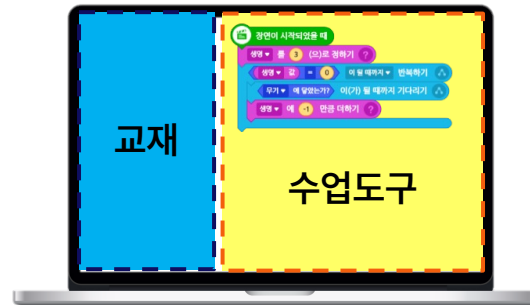 교재
장면이 시작되었을 때
생명 ▼ 를 3 (으)로 정하기 ?
생명 ▼ 값 = 0 이 될 때까지 ▼ 반복하기
무기 ▼ 에 닿았는가? 이(가) 될 때까지 기다리기
생명 ▼ 에 -1 만큼 더하기 ?
수업도구